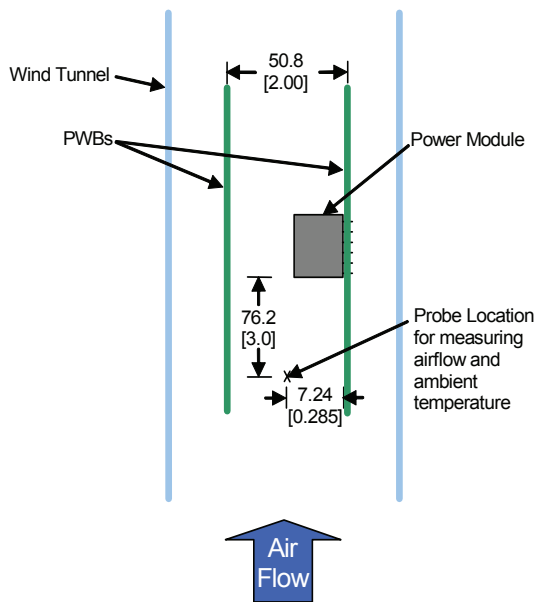 50.8
[2.00]
Wind Tunnel
PWBs
Power Module
76.2
[3.0]
Probe Location
for measuring
airflow and
ambient
temperature
7.24
[0.285]
Air
Flow